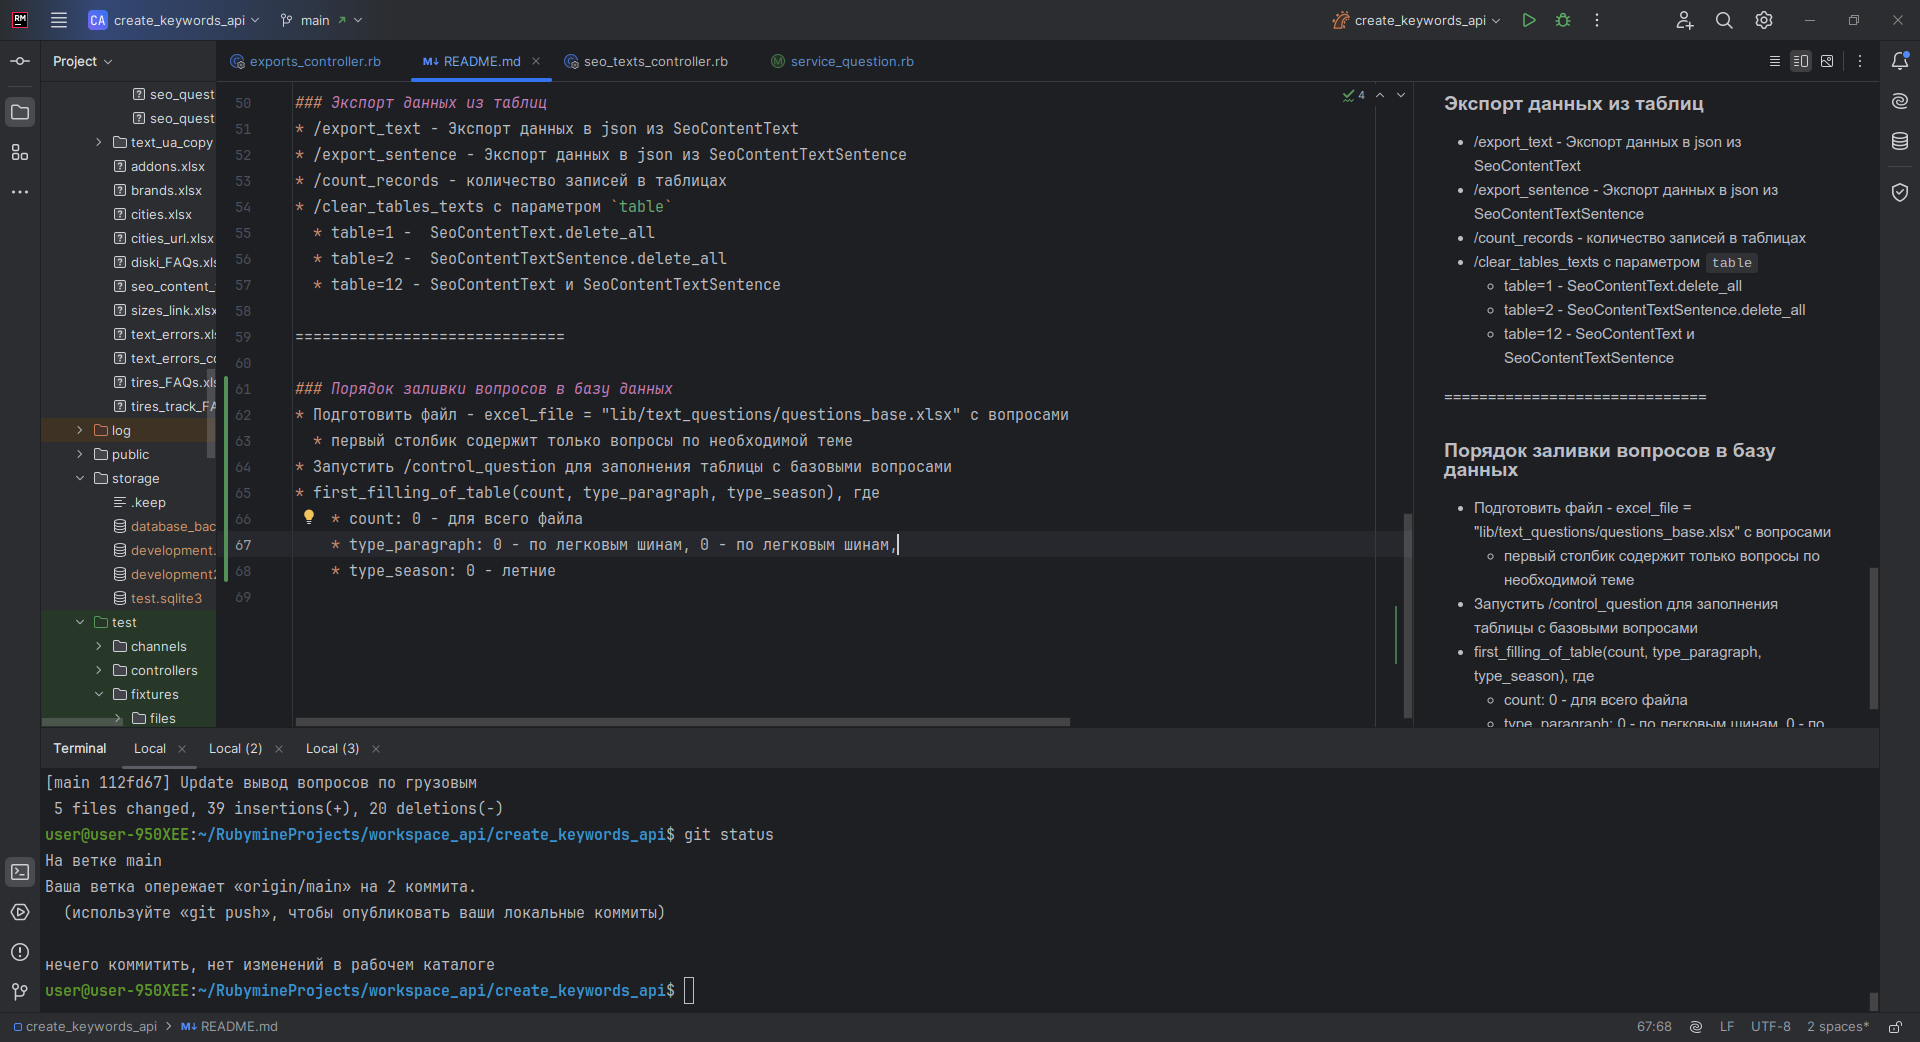 RM
CA create_keywords_api main create_keywords_api
Project
exports_controller.rb README.md seo_texts_controller.rb service_question.rb
seo_quest
seo_quest
text_ua_copy
addons.xlsx
brands.xlsx
cities.xlsx
cities_url.xlsx
diski_FAQs.xls
seo_content_
sizes_link.xlsx
text_errors.xls
text_errors_co
tires_FAQs.xls
tires_track_FA
log
public
storage
.keep
database_bac
development.
development2
test.sqlite3
test
channels
controllers
fixtures
files
4
50 ### Экспорт данных из таблиц
51 * /export_text - Экспорт данных в json из SeoContentText
52 * /export_sentence - Экспорт данных в json из SeoContentTextSentence
53 * /count_records - количество записей в таблицах
54 * /clear_tables_texts с параметром `table`
55 * table=1 -  SeoContentText.delete_all
56 * table=2 -  SeoContentTextSentence.delete_all
57 * table=12 - SeoContentText и SeoContentTextSentence
58
59 ==============================
60
61 ### Порядок заливки вопросов в базу данных
62 * Подготовить файл - excel_file = "lib/text_questions/questions_base.xlsx" с вопросами
63 * первый столбик содержит только вопросы по необходимой теме
64 * Запустить /control_question для заполнения таблицы с базовыми вопросами
65 * first_filling_of_table(count, type_paragraph, type_season), где
66 * count: 0 - для всего файла
67 * type_paragraph: 0 - по легковым шинам, 0 - по легковым шинам,
68 * type_season: 0 - летние
69
Экспорт данных из таблиц
• /export_text - Экспорт данных в json из
SeoContentText
• /export_sentence - Экспорт данных в json из
SeoContentTextSentence
• /count_records - количество записей в таблицах
• /clear_tables_texts с параметром table
◦ table=1 - SeoContentText.delete_all
◦ table=2 - SeoContentTextSentence.delete_all
◦ table=12 - SeoContentText и
SeoContentTextSentence
==============================
Порядок заливки вопросов в базу
данных
• Подготовить файл - excel_file =
"lib/text_questions/questions_base.xlsx" с вопросами
◦ первый столбик содержит только вопросы по
необходимой теме
• Запустить /control_question для заполнения
таблицы с базовыми вопросами
• first_filling_of_table(count, type_paragraph,
type_season), где
◦ count: 0 - для всего файла
◦ type_paragraph: 0 - по легковым шинам, 0 - по
Terminal Local Local (2) Local (3)
[main 112fd67] Update вывод вопросов по грузовым
5 files changed, 39 insertions(+), 20 deletions(-)
user@user-950XEE:~/RubymineProjects/workspace_api/create_keywords_api$ git status
На ветке main
Ваша ветка опережает «origin/main» на 2 коммита.
(используйте «git push», чтобы опубликовать ваши локальные коммиты)
нечего коммитить, нет изменений в рабочем каталоге
user@user-950XEE:~/RubymineProjects/workspace_api/create_keywords_api$
create_keywords_api > README.md 67:68 LF UTF-8 2 spaces*